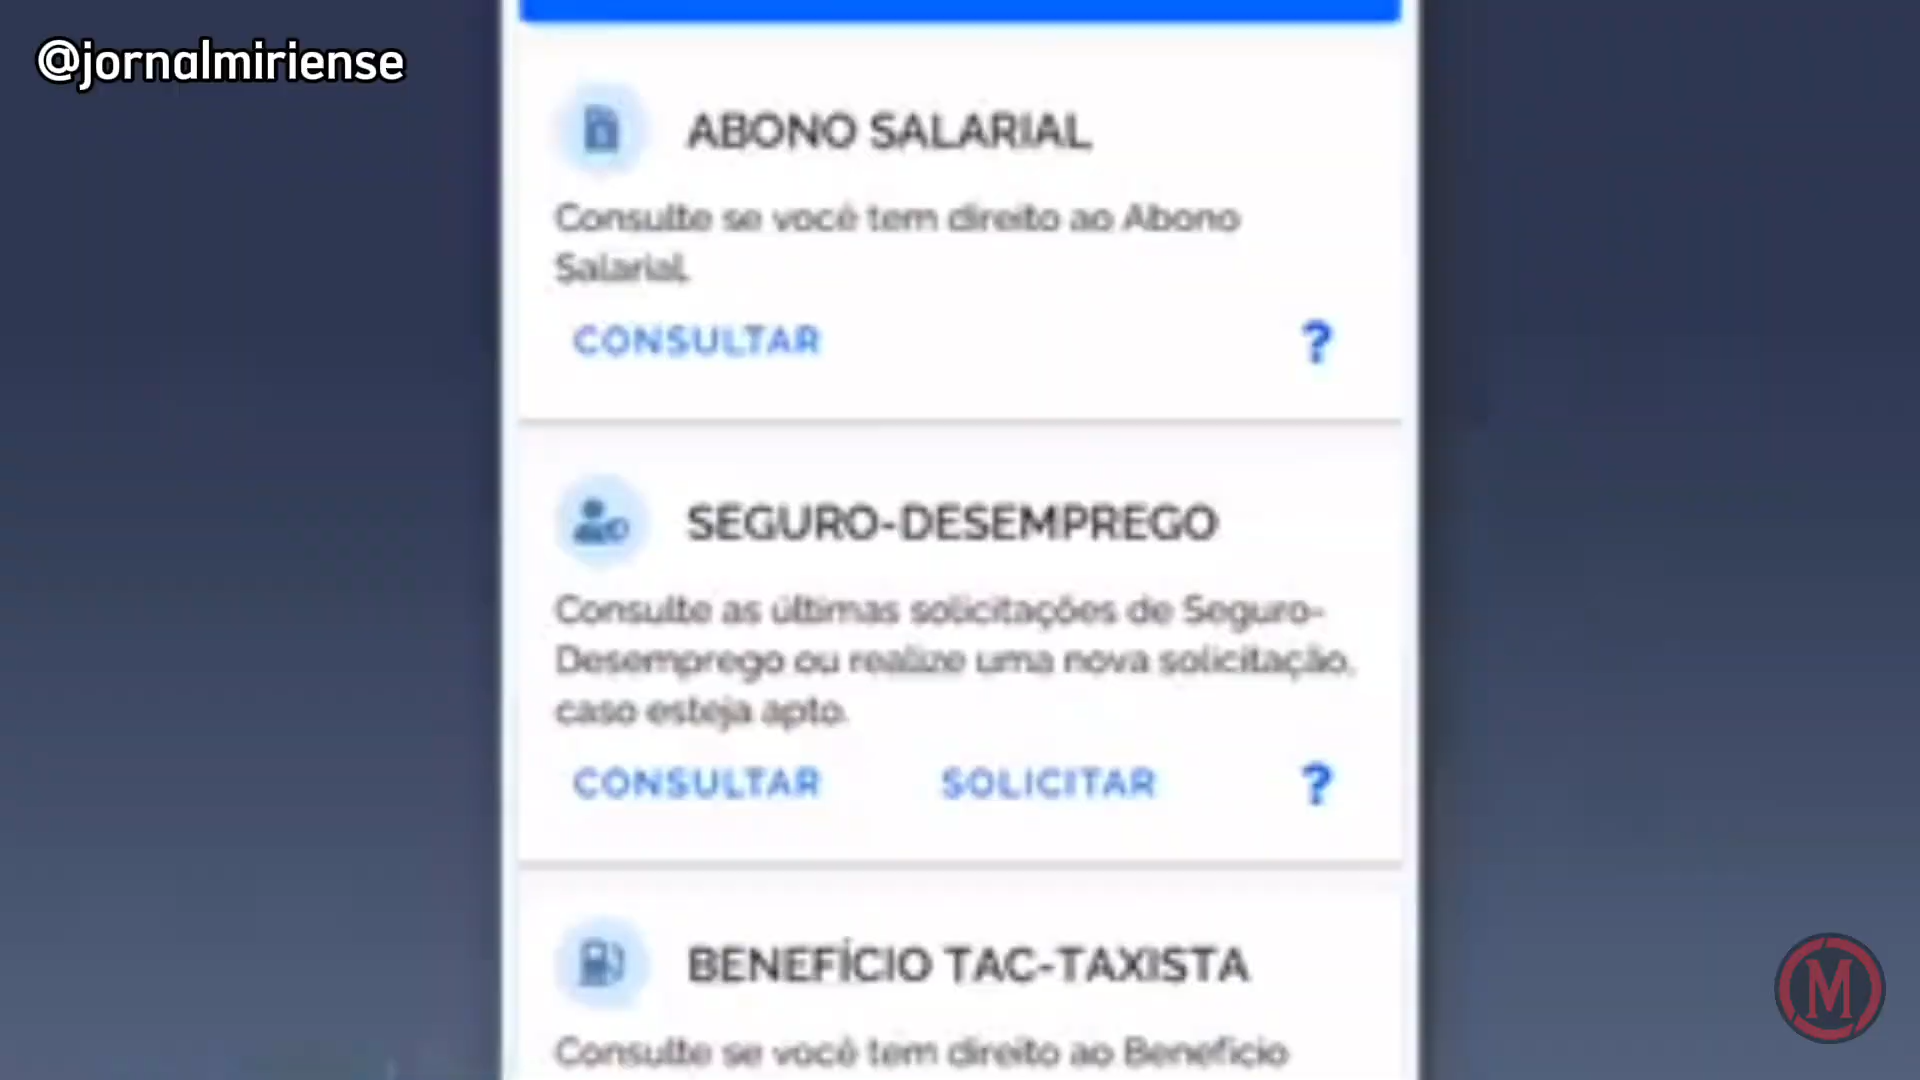 @jornalmiriense
ABONO SALARIAL
Consulte se você tem direito ao Abono
Salarial.
CONSULTAR
?
SEGURO-DESEMPREGO
Consulte as últimas solicitações de Seguro-
Desemprego ou realize uma nova solicitação,
caso esteja apto.
CONSULTAR SOLICITAR ?
BENEFÍCIO TAC-TAXISTA
Consulte se você tem direito ao Benefício
M